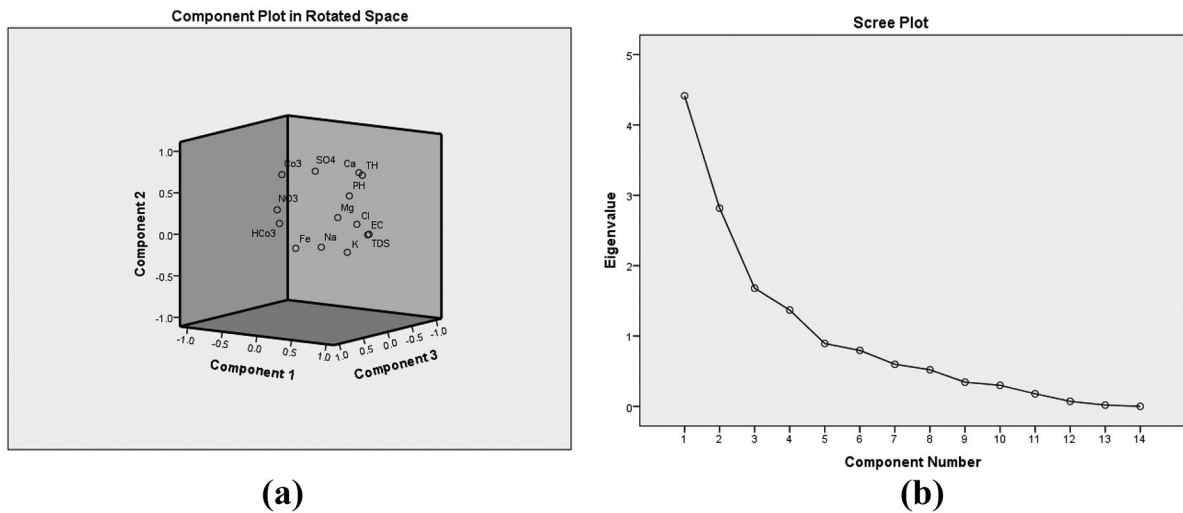 Component Plot in Rotated Space
Component 2
1.0
0.5
0.0
-0.5
-1.0
Co3
SO4
Ca
TH
PH
NO3
Mg
Cl
HCo3
EC
Fe
Na
K
TDS
-1.0
-0.5
0.0
0.5
1.0
Component 1
1.0
0.5
0.0
-0.5
-1.0
Component 3
(a)
Scree Plot
Eigenvalue
5
4
3
2
1
0
1 2 3 4 5 6 7 8 9 10 11 12 13 14
Component Number
(b)